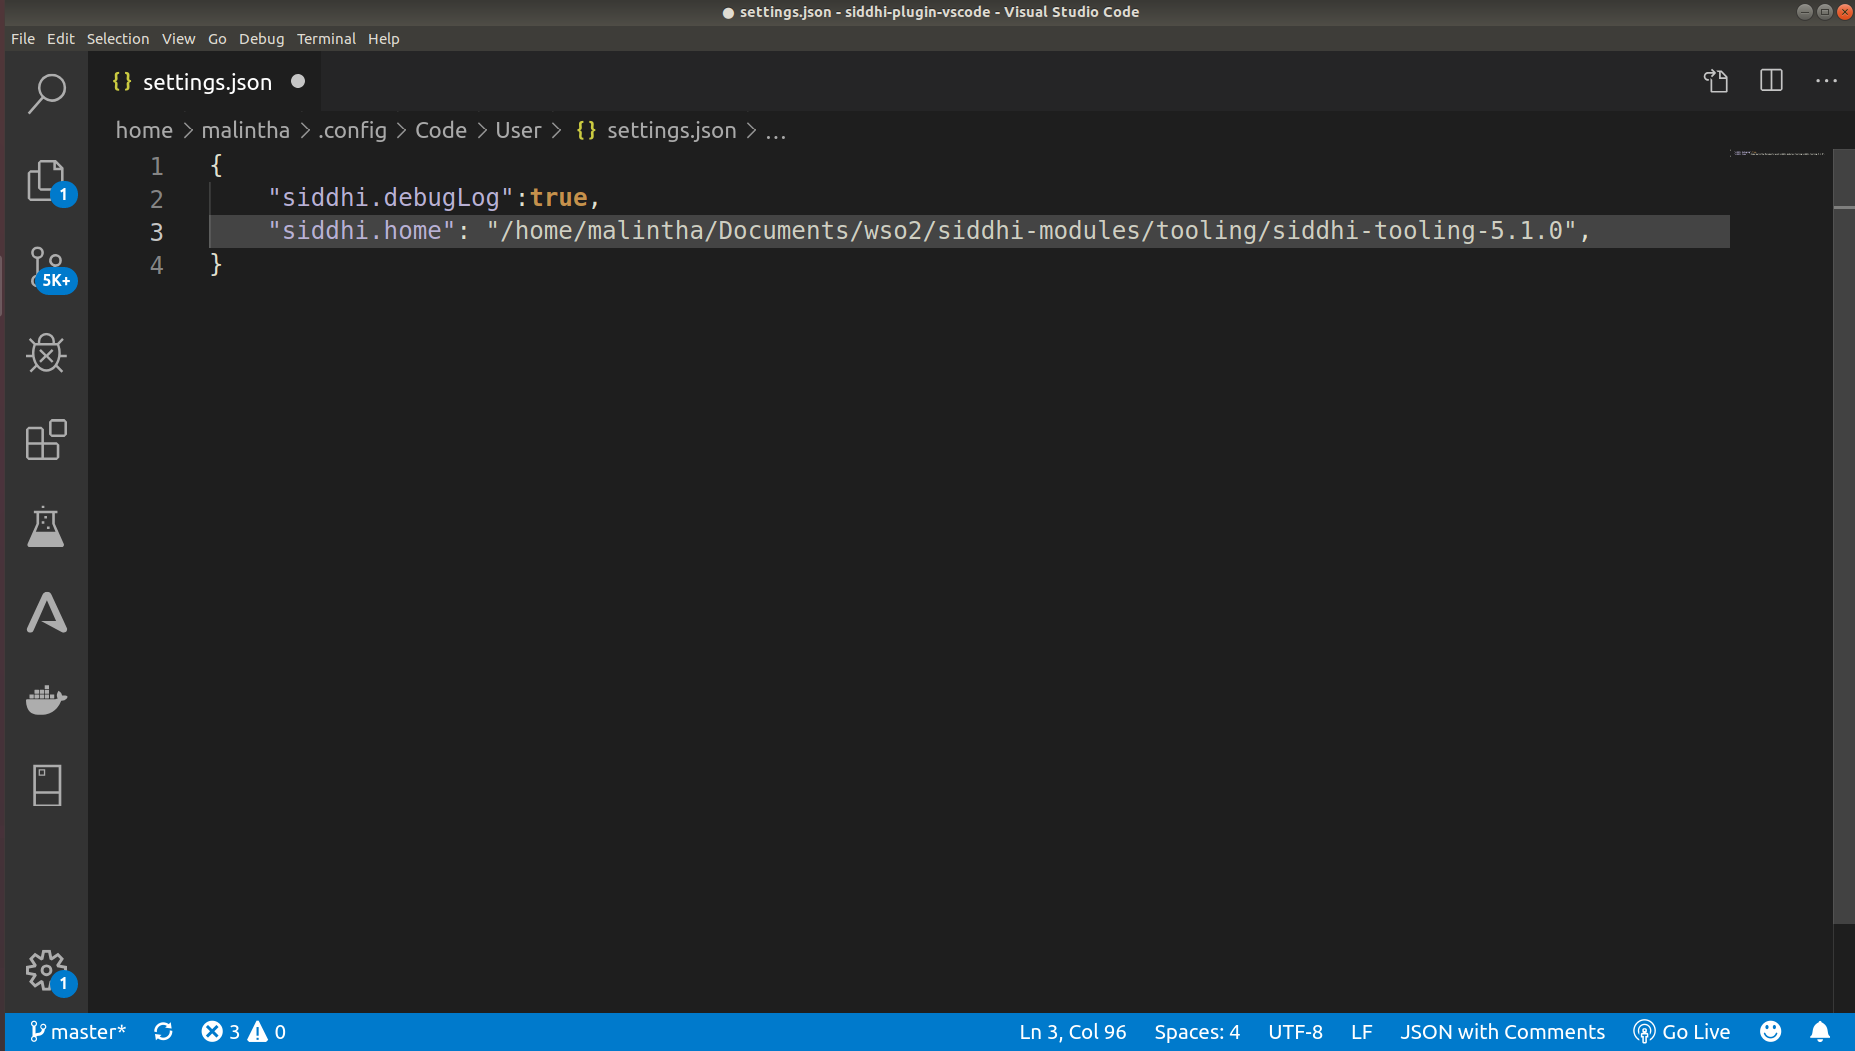 ● settings.json - siddhi-plugin-vscode - Visual Studio Code
File Edit Selection View Go Debug Terminal Help
{} settings.json ●
home > malintha > .config > Code > User > {} settings.json > ...
1 {
2     "siddhi.debugLog":true,
3     "siddhi.home": "/home/malintha/Documents/wso2/siddhi-modules/tooling/siddhi-tooling-5.1.0",
4 }
1
5K+
1
master* 3 0 Ln 3, Col 96 Spaces: 4 UTF-8 LF JSON with Comments Go Live